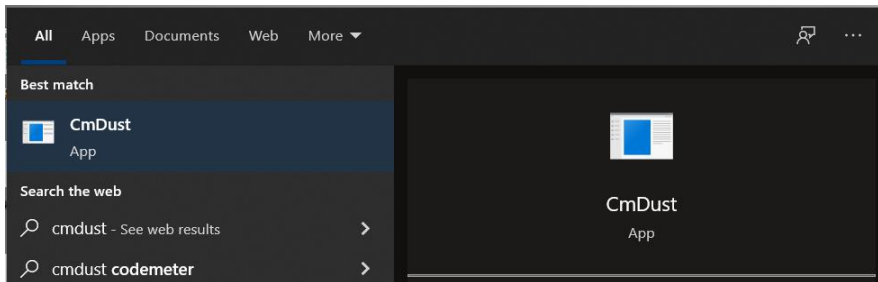 All Apps Documents Web More
Best match
CmDust
App
Search the web
cmdust - See web results
cmdust codemeter
CmDust
App